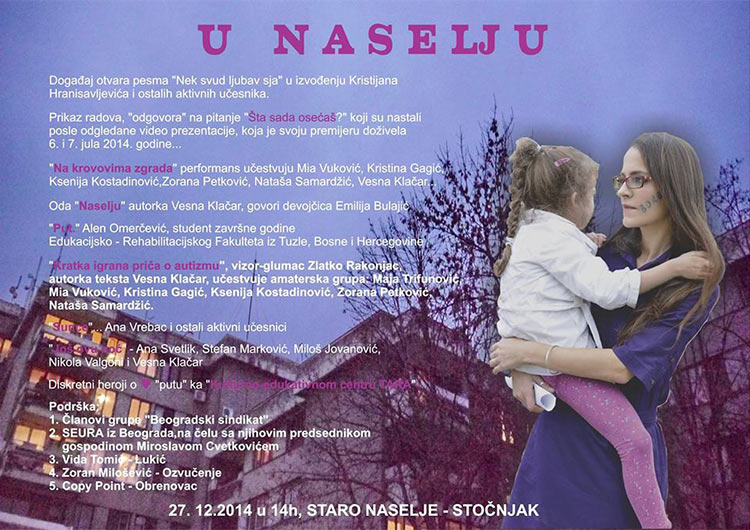 U NASELJU
Događaj otvara pesma "Nek svud ljubav sja" u izvođenju Kristijana
Hranisavljevića i ostalih aktivnih učesnika.
Prikaz radova, "odgovora" na pitanje "Šta sada osećaš?" koji su nastali
posle odgledane video prezentacije, koja je svoju premijeru doživela
6. i 7. jula 2014. godine...
"Na krovovima zgrada" performans učestvuju Mia Vuković, Kristina Gagić,
Ksenija Kostadinović,Zorana Petković, Nataša Samardžić, Vesna Klačar...
Oda "Naselju" autorka Vesna Klačar, govori devojčica Emilija Bulajić
"Put." Alen Omerčević, student završne godine
Edukacijsko - Rehabilitacijskog Fakulteta iz Tuzle, Bosne i Hercegovine
"Kratka igrana priča o autizmu", vizor-glumac Zlatko Rakonjac,
autorka teksta Vesna Klačar, učestvuje amaterska grupa: Maja Trifunović,
Mia Vuković, Kristina Gagić, Ksenija Kostadinović, Zorana Petković,
Nataša Samardžić.
"Sunce"... Ana Vrebac i ostali aktivni učesnici
- Ana Svetlik, Stefan Marković, Miloš Jovanović,
Nikola Valgoni i Vesna Klačar
Diskretni heroji o "putu" ka "Kulturno edukativnom centru TARA"
Podrška:
1. Članovi grupe "Beogradski sindikat"
2. SEURA iz Beograda,na čelu sa njihovim predsednikom
gospodinom Miroslavom Cvetkovićem
3. Vida Tomić - Lukić
4. Zoran Milošević - Ozvučenje
5. Copy Point - Obrenovac
27. 12.2014 u 14h, STARO NASELJE - STOČNJAK